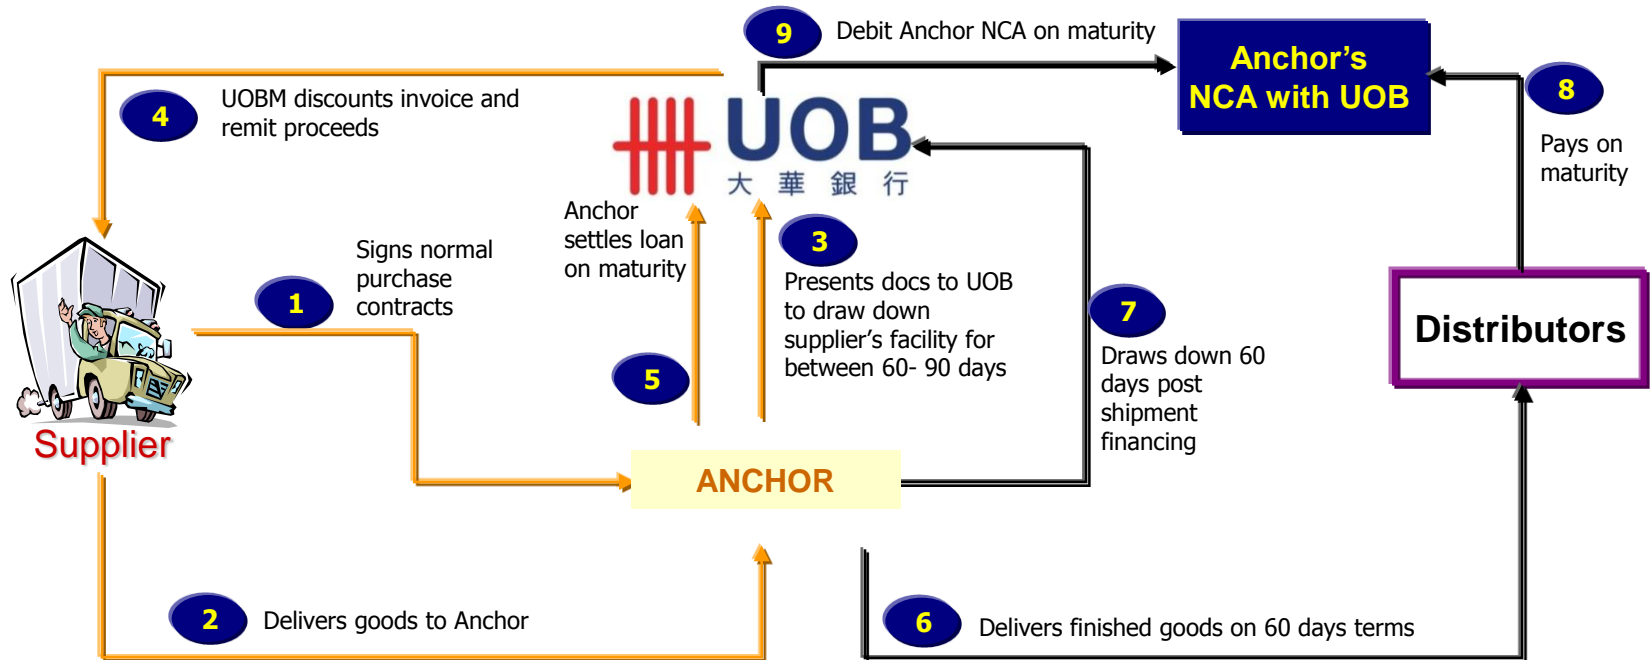 9
Debit Anchor NCA on maturity
Anchor's
NCA with UOB
4
UOBM discounts invoice and
remit proceeds
UOB
大華銀行
8
Pays on
maturity
Anchor
settles loan
on maturity
3
Presents docs to UOB
to draw down
supplier's facility for
between 60- 90 days
Signs normal
purchase
contracts
1
7
Draws down 60
days post
shipment
financing
Distributors
5
Supplier
ANCHOR
2
Delivers goods to Anchor
6
Delivers finished goods on 60 days terms